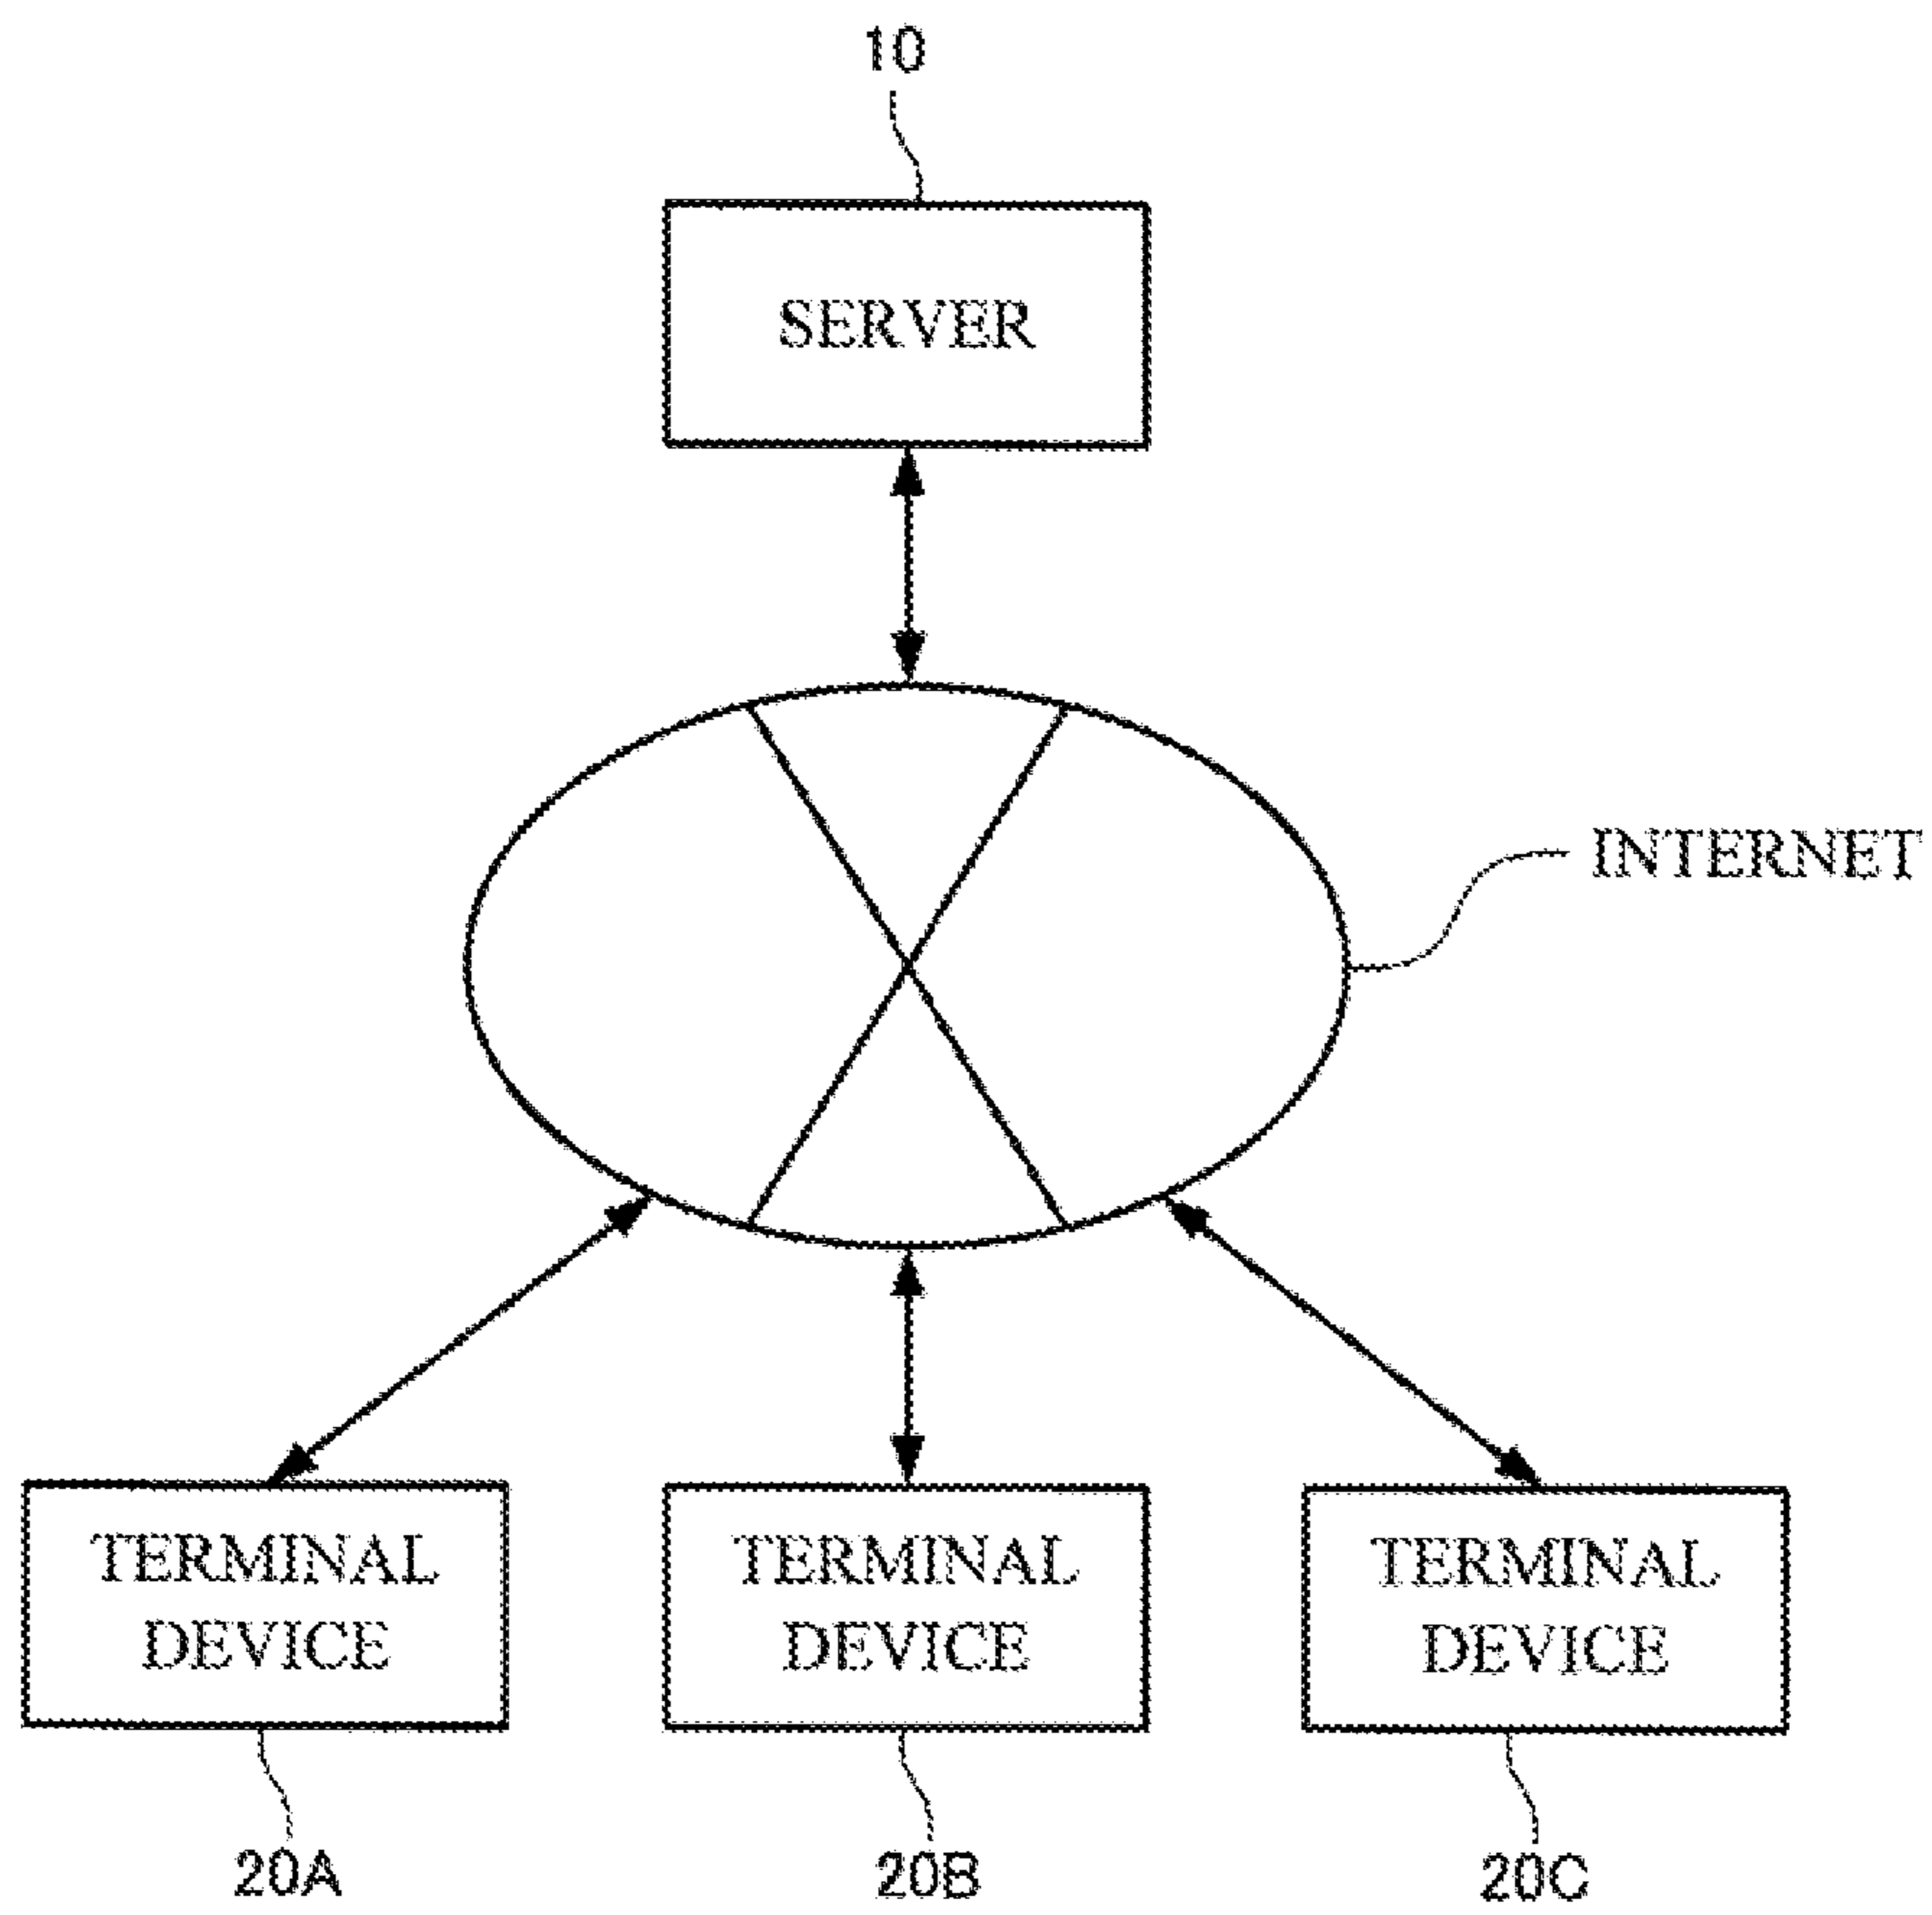 10
SERVER
INTERNET
TERMINAL
DEVICE
TERMINAL
DEVICE
TERMINAL
DEVICE
20A
20B
20C